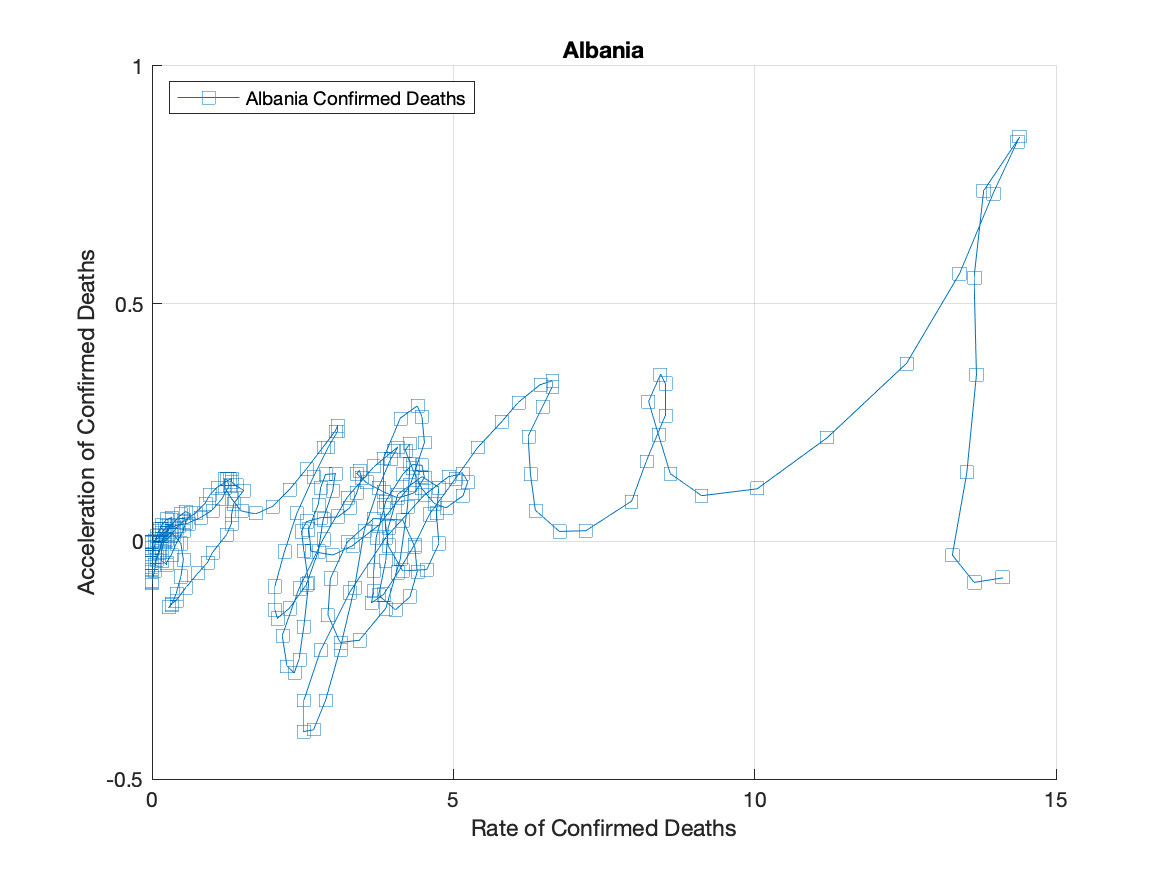 Albania
1
Albania Confirmed Deaths
0.5
Acceleration of Confirmed Deaths
0
-0.5
0 5 10 15
Rate of Confirmed Deaths